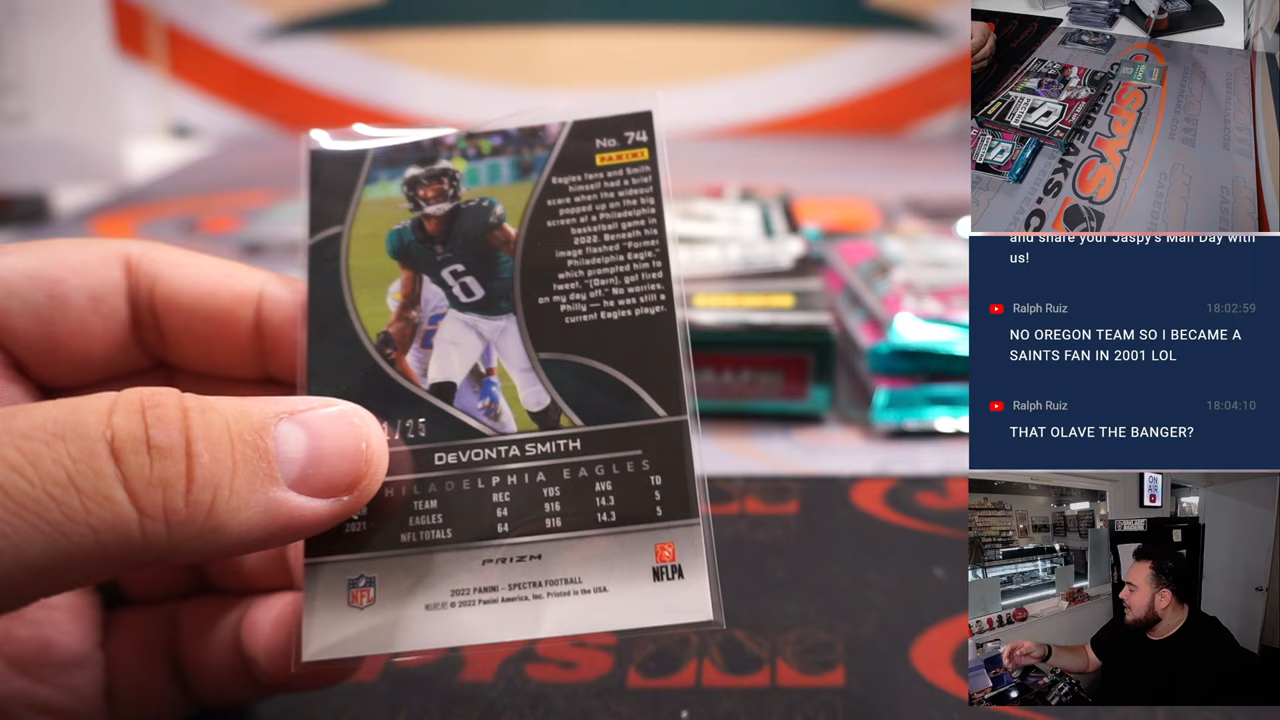 No. 74
PANINI
Eagles fans and Smith
himself had a brief
scare when the wideout
popped up on the big
screen at a Philadelphia
basketball game in
2022. Beneath his
image flashed "Former
Philadelphia Eagle,"
which prompted him to
tweet, "[Darn], got fired
on my day off." No worries,
Philly — he was still a
current Eagles player.
6
/25
DeVONTA SMITH
HILADELPHIA EAGLES
TEAM REC YDS AVG TD
2021 EAGLES 64 916 14.3 5
NFL TOTALS 64 916 14.3 5
PRIZM
NFL
2022 PANINI – SPECTRA FOOTBALL
© 2022 Panini America, Inc. Printed in the USA.
NFLPA
SPYS
CASEBREAKS.C
and share your Jaspy's Mail Day with
us!
Ralph Ruiz 18:02:59
NO OREGON TEAM SO I BECAME A
SAINTS FAN IN 2001 LOL
Ralph Ruiz 18:04:10
THAT OLAVE THE BANGER?
ON
AIR
PYS